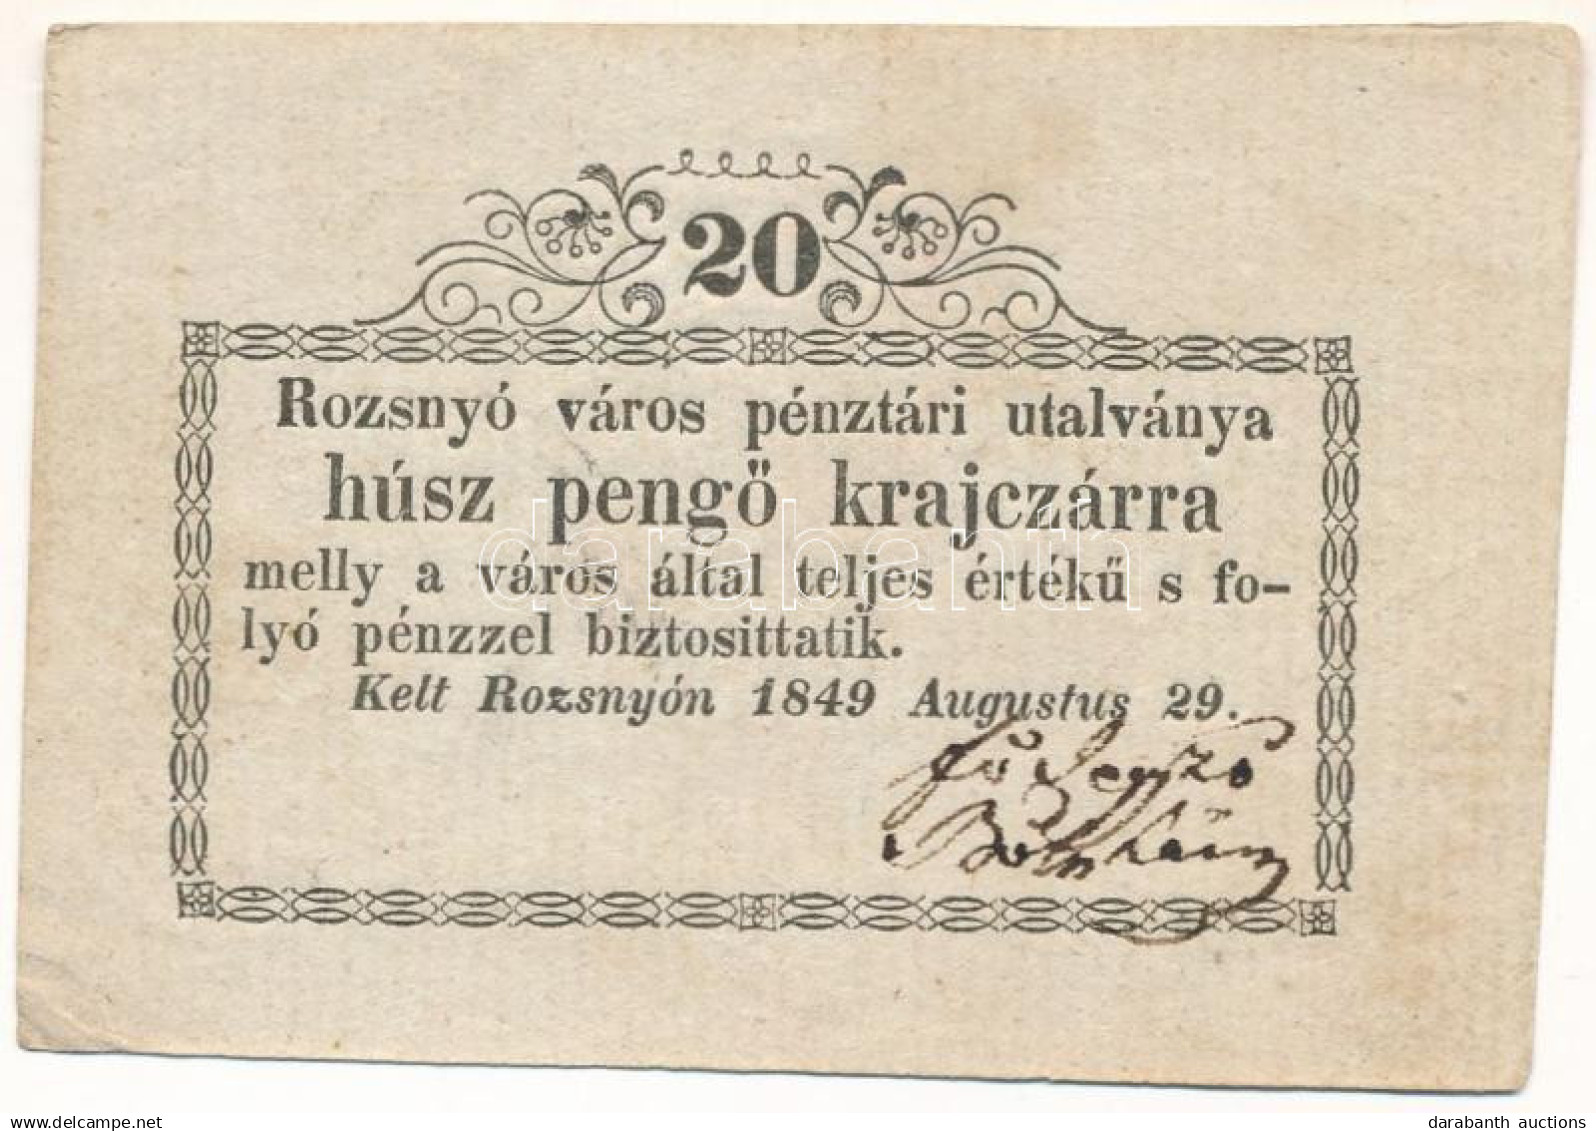 20
Rozsnyó város pénztári utalványa
húsz pengő krajczárra
melly a város által teljes értékű s fo-
lyó pénzzel biztosittatik.
Kelt Rozsnyón 1849 Augustus 29.
darabanth
www.delcampe.net
darabanth auctions